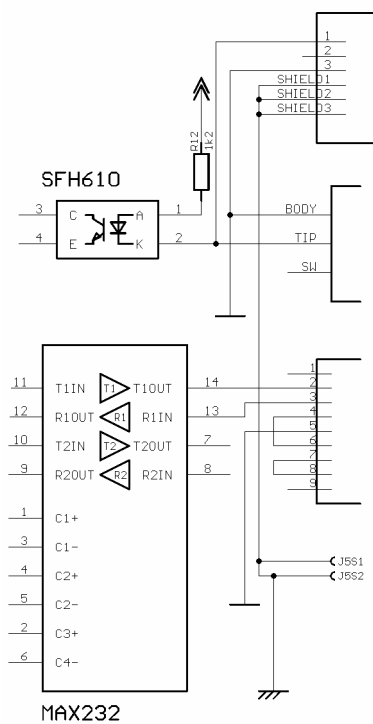 1
2
3
SHIELD1
SHIELD2
SHIELD3
R12
1k2
SFH610
3 C A 1
4 E K 2
BODY
TIP
SW
1
11 T1IN T1 T1OUT 14 2
3
12 R1OUT R1 R1IN 13 4
5
10 T2IN T2 T2OUT 7 6
7
9 R2OUT R2 R2IN 8 8
9
1 C1+
3 C1-
4 C2+
J5S1
J5S2
5 C2-
2 C3+
6 C4-
MAX232